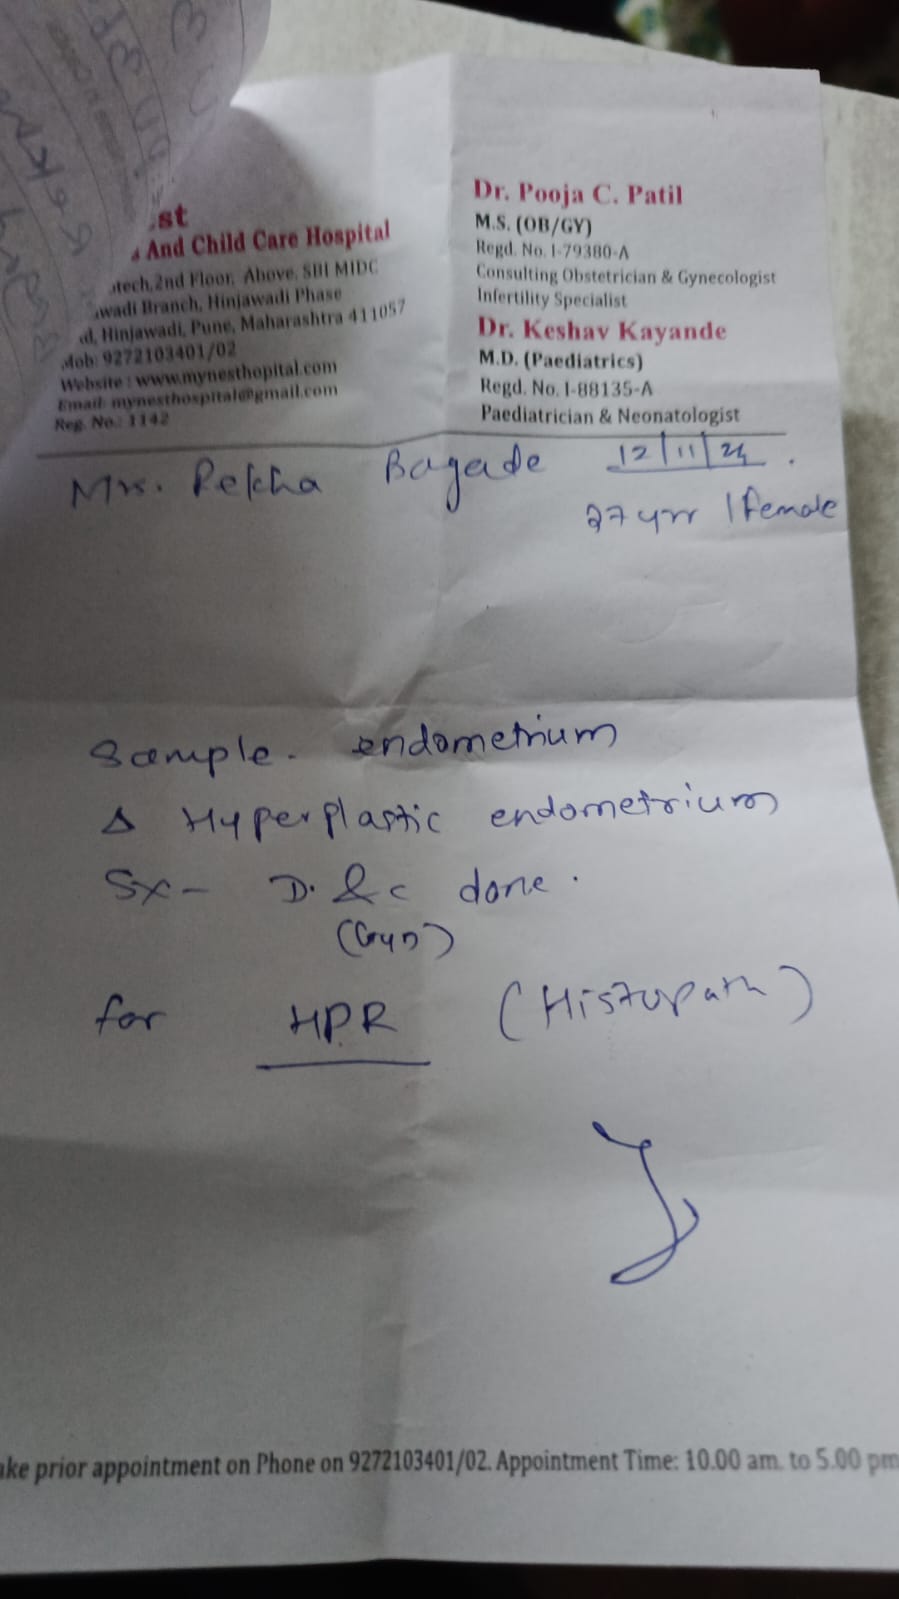 st
And Child Care Hospital
tech, 2nd Floor, Above. SBI MIDC
wadi Branch, Hinjawadi Phase
d, Hinjawadi, Pune, Maharashtra 411057
Mob: 9272103401/02
Website : www.mynesthopital.com
Email: mynesthospital@gmail.com
Reg. No.: 1142
Dr. Pooja C. Patil
M.S. (OB/GY)
Regd. No. I-79380-A
Consulting Obstetrician & Gynecologist
Infertility Specialist
Dr. Keshav Kayande
M.D. (Paediatrics)
Regd. No. I-88135-A
Paediatrician & Neonatologist
Mrs. Rekha Bagade 12/11/24.
27 yrr / Female
Sample - endometrium
Δ Hyperplastic endometrium
Sx - D. & c done.
(Gyn)
for HPR (Histopath)
ake prior appointment on Phone on 9272103401/02. Appointment Time: 10.00 am. to 5.00 pm